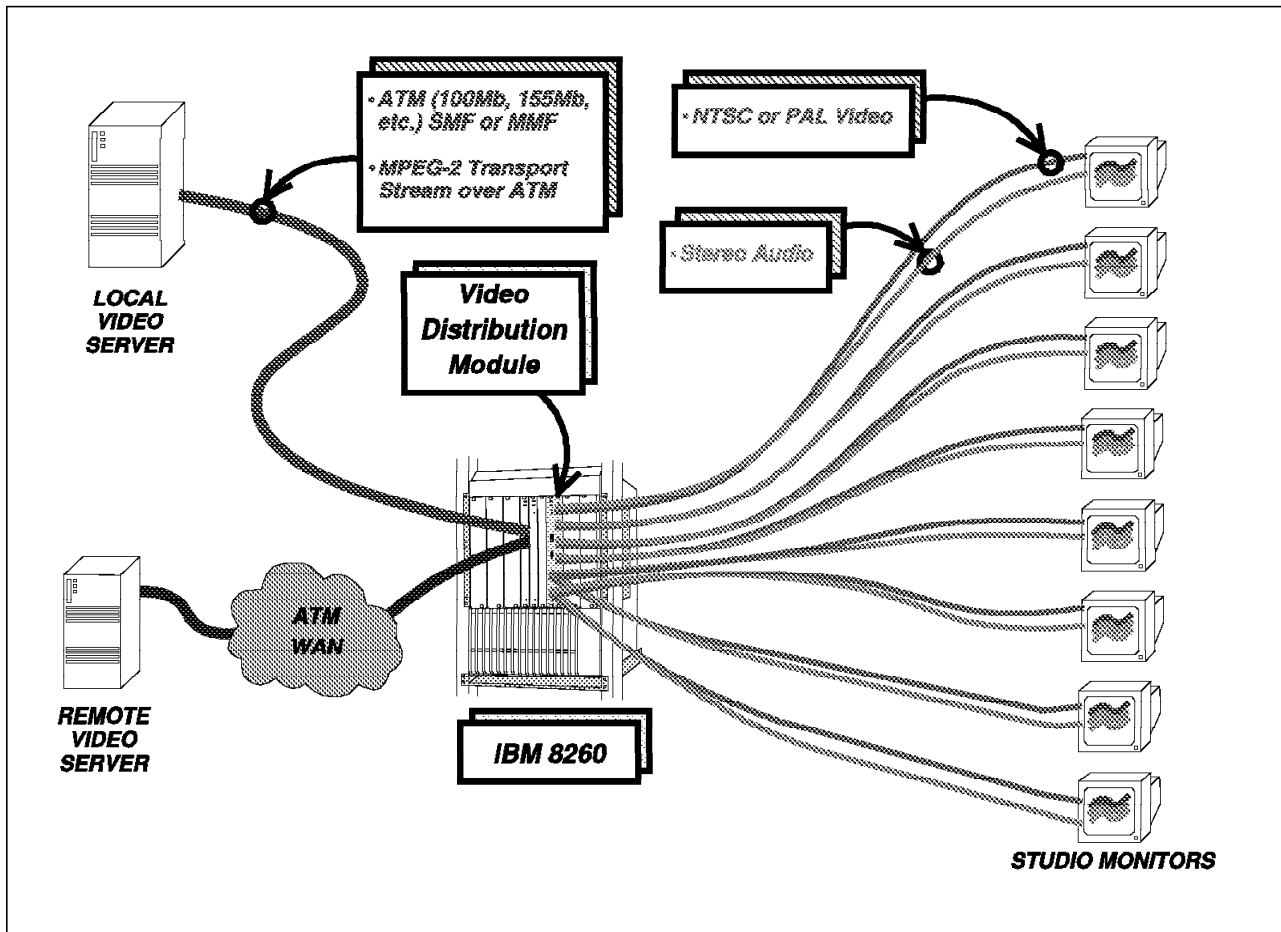 • ATM (100Mb, 155Mb,
etc.) SMF or MMF
• MPEG-2 Transport
Stream over ATM
• NTSC or PAL Video
• Stereo Audio
Video
Distribution
Module
LOCAL
VIDEO
SERVER
ATM
WAN
REMOTE
VIDEO
SERVER
IBM 8260
STUDIO MONITORS